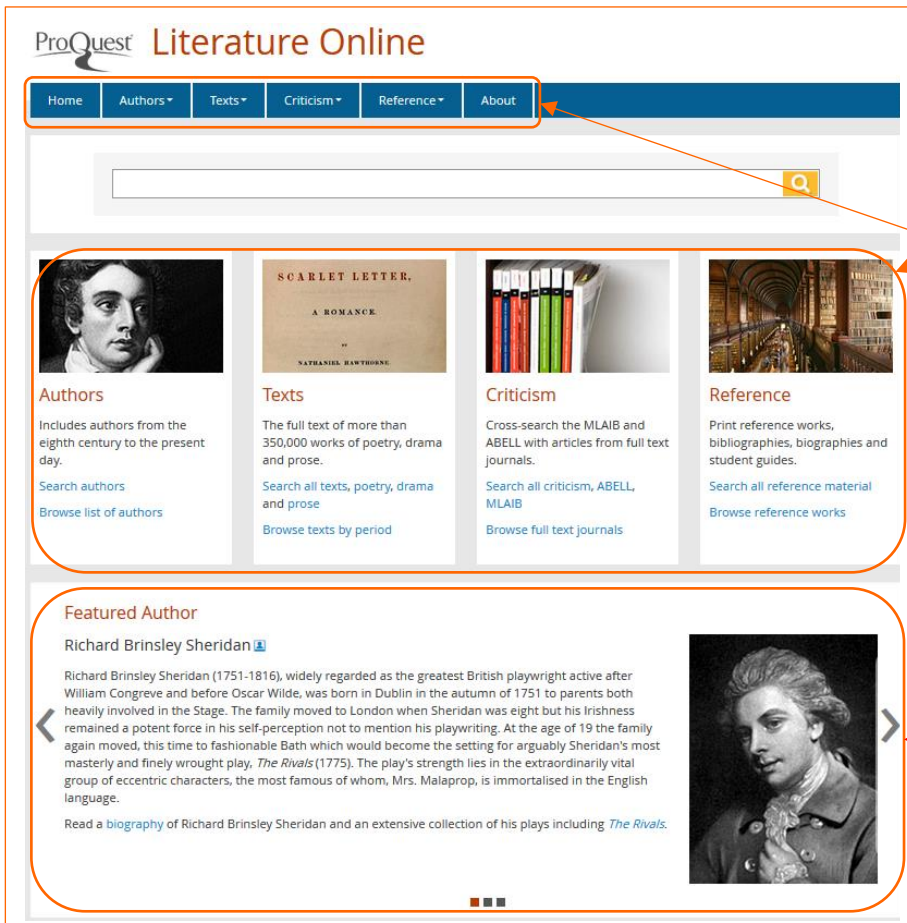 ProQuest Literature Online
Home Authors Texts Criticism Reference About
SCARLET LETTER,
A ROMANCE.
BY
NATHANIEL HAWTHORNE.
Authors
Includes authors from the
eighth century to the present
day.
Search authors
Browse list of authors
Texts
The full text of more than
350,000 works of poetry, drama
and prose.
Search all texts, poetry, drama
and prose
Browse texts by period
Criticism
Cross-search the MLAIB and
ABELL with articles from full text
journals.
Search all criticism, ABELL,
MLAIB
Browse full text journals
Reference
Print reference works,
bibliographies, biographies and
student guides.
Search all reference material
Browse reference works
Featured Author
Richard Brinsley Sheridan
Richard Brinsley Sheridan (1751-1816), widely regarded as the greatest British playwright active after
William Congreve and before Oscar Wilde, was born in Dublin in the autumn of 1751 to parents both
heavily involved in the Stage. The family moved to London when Sheridan was eight but his Irishness
remained a potent force in his self-perception not to mention his playwriting. At the age of 19 the family
again moved, this time to fashionable Bath which would become the setting for arguably Sheridan's most
masterly and finely wrought play, The Rivals (1775). The play's strength lies in the extraordinarily vital
group of eccentric characters, the most famous of whom, Mrs. Malaprop, is immortalised in the English
language.
Read a biography of Richard Brinsley Sheridan and an extensive collection of his plays including The Rivals.